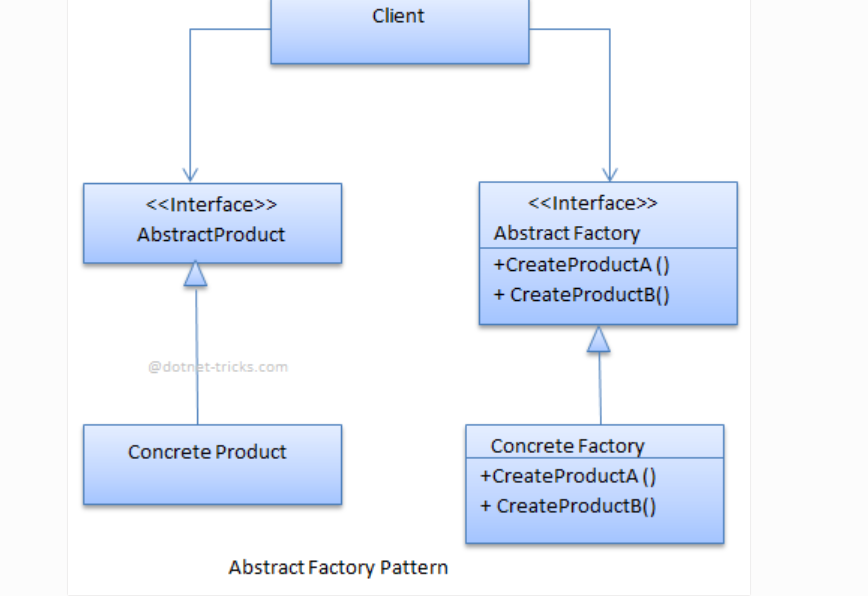 Client
<<Interface>>
AbstractProduct
<<Interface>>
Abstract Factory
+CreateProductA ()
+ CreateProductB()
@dotnet-tricks.com
Concrete Product
Concrete Factory
+CreateProductA ()
+ CreateProductB()
Abstract Factory Pattern